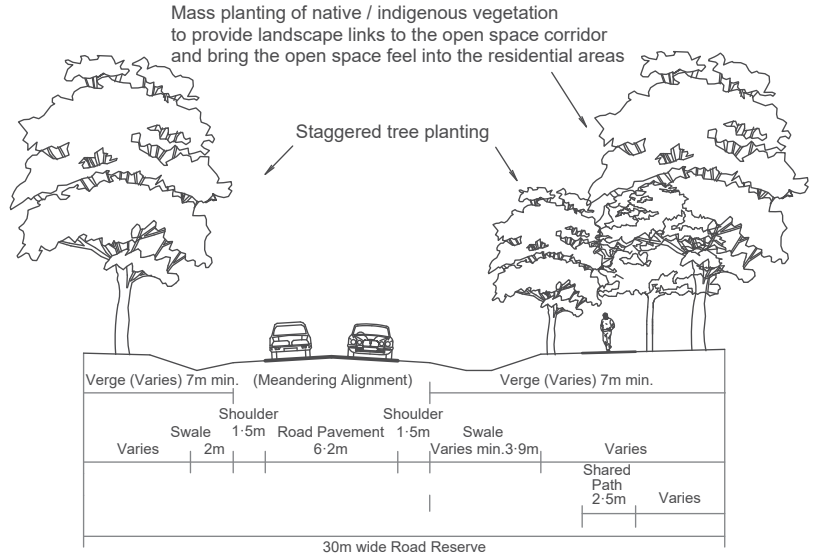 Mass planting of native / indigenous vegetation
to provide landscape links to the open space corridor
and bring the open space feel into the residential areas
Staggered tree planting
Verge (Varies) 7m min.
(Meandering Alignment)
Verge (Varies) 7m min.
Varies
Swale
2m
Shoulder
1·5m
Road Pavement
6·2m
Shoulder
1·5m
Swale
Varies min.3·9m
Varies
Shared
Path
2·5m
Varies
30m wide Road Reserve